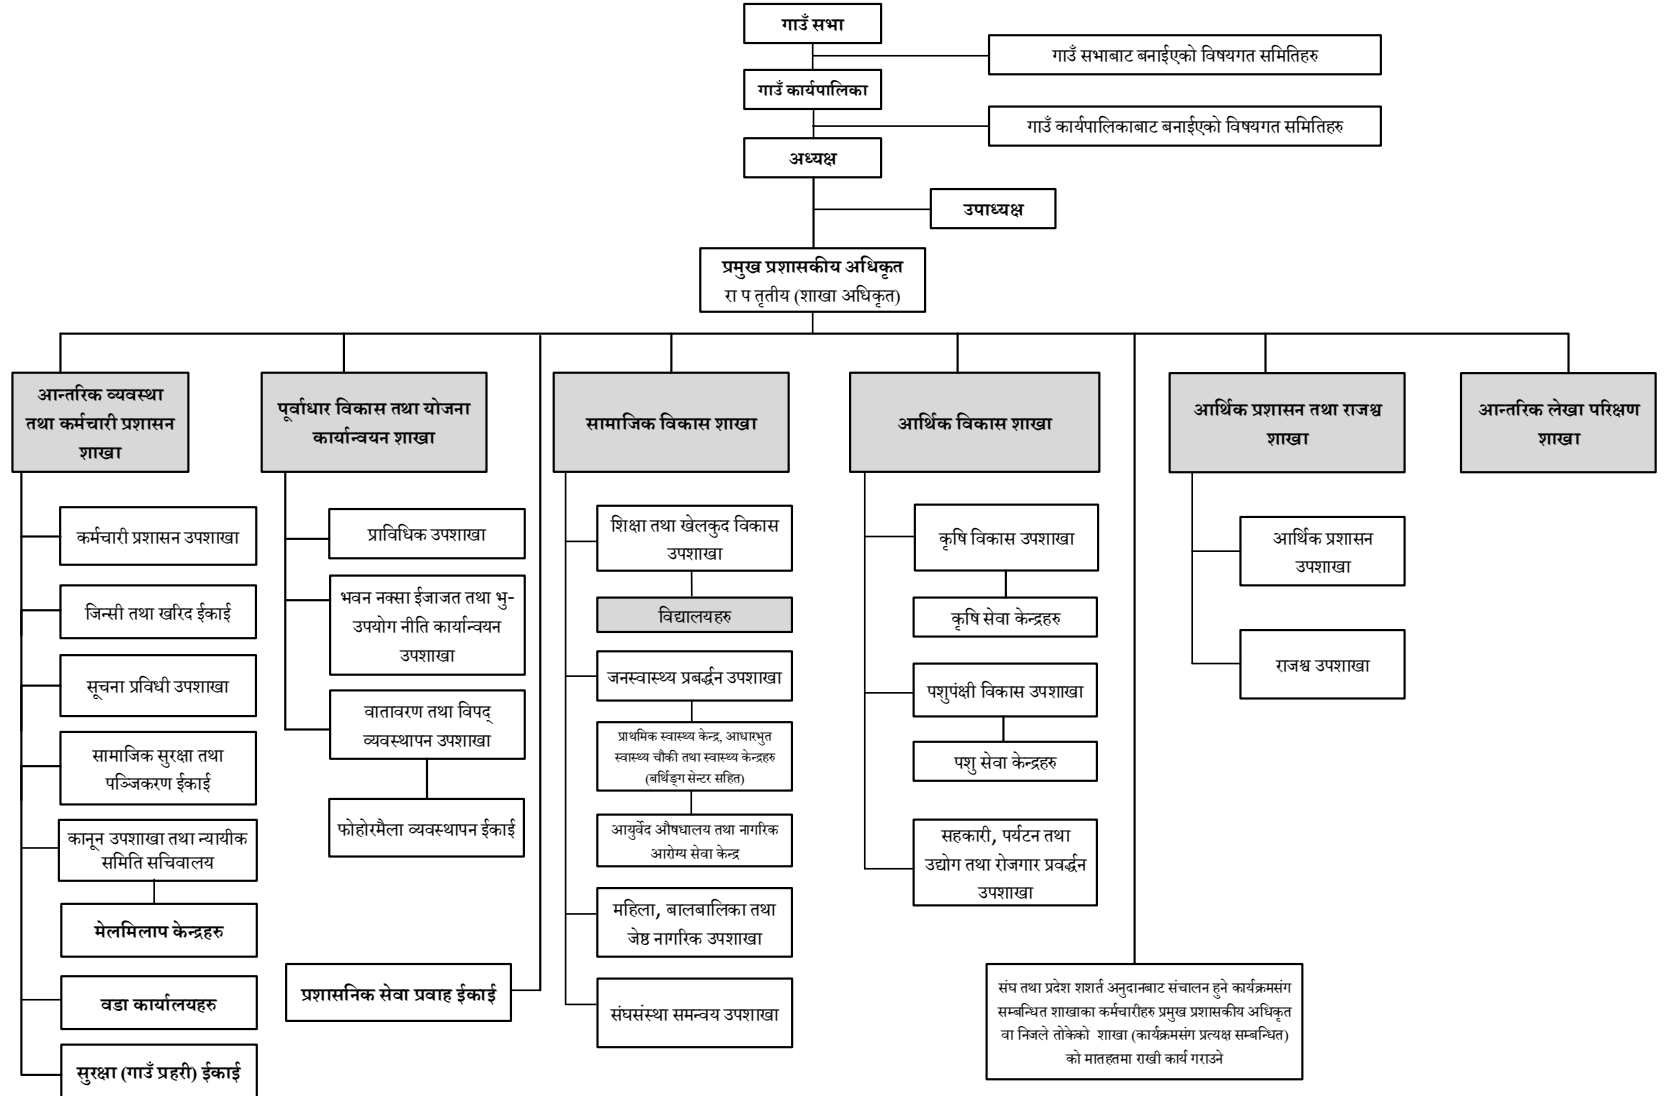 गाउँ सभा
गाउँ सभाबाट बनाईएको विषयगत समितिहरु
गाउँ कार्यपालिका
गाउँ कार्यपालिकाबाट बनाईएको विषयगत समितिहरु
अध्यक्ष
उपाध्यक्ष
प्रमुख प्रशासकीय अधिकृत
रा प तृतीय (शाखा अधिकृत)
आन्तरिक व्यवस्था
तथा कर्मचारी प्रशासन
शाखा
कर्मचारी प्रशासन उपशाखा
जिन्सी तथा खरिद ईकाई
सूचना प्रविधी उपशाखा
सामाजिक सुरक्षा तथा
पञ्जिकरण ईकाई
कानून उपशाखा तथा न्यायीक
समिति सचिवालय
मेलमिलाप केन्द्रहरु
वडा कार्यालयहरु
सुरक्षा (गाउँ प्रहरी) ईकाई
पूर्वाधार विकास तथा योजना
कार्यान्वयन शाखा
प्राविधिक उपशाखा
भवन नक्सा ईजाजत तथा भु-
उपयोग नीति कार्यान्वयन
उपशाखा
वातावरण तथा विपद्
व्यवस्थापन उपशाखा
फोहोरमैला व्यवस्थापन ईकाई
प्रशासनिक सेवा प्रवाह ईकाई
सामाजिक विकास शाखा
शिक्षा तथा खेलकुद विकास
उपशाखा
विद्यालयहरु
जनस्वास्थ्य प्रबर्द्धन उपशाखा
प्राथमिक स्वास्थ्य केन्द्र, आधारभुत
स्वास्थ्य चौकी तथा स्वास्थ्य केन्द्रहरु
(बर्थिङ्ग सेन्टर सहित)
आयुर्वेद औषधालय तथा नागरिक
आरोग्य सेवा केन्द्र
महिला, बालबालिका तथा
जेष्ठ नागरिक उपशाखा
संघसंस्था समन्वय उपशाखा
आर्थिक विकास शाखा
कृषि विकास उपशाखा
कृषि सेवा केन्द्रहरु
पशुपंक्षी विकास उपशाखा
पशु सेवा केन्द्रहरु
सहकारी, पर्यटन तथा
उद्योग तथा रोजगार प्रवर्द्धन
उपशाखा
संघ तथा प्रदेश शशर्त अनुदानबाट संचालन हुने कार्यक्रमसंग
सम्बन्धित शाखाका कर्मचारीहरु प्रमुख प्रशासकीय अधिकृत
वा निजले तोकेको शाखा (कार्यक्रमसंग प्रत्यक्ष सम्बन्धित)
को मातहतमा राखी कार्य गराउने
आर्थिक प्रशासन तथा राजश्व
शाखा
आर्थिक प्रशासन
उपशाखा
राजश्व उपशाखा
आन्तरिक लेखा परिक्षण
शाखा